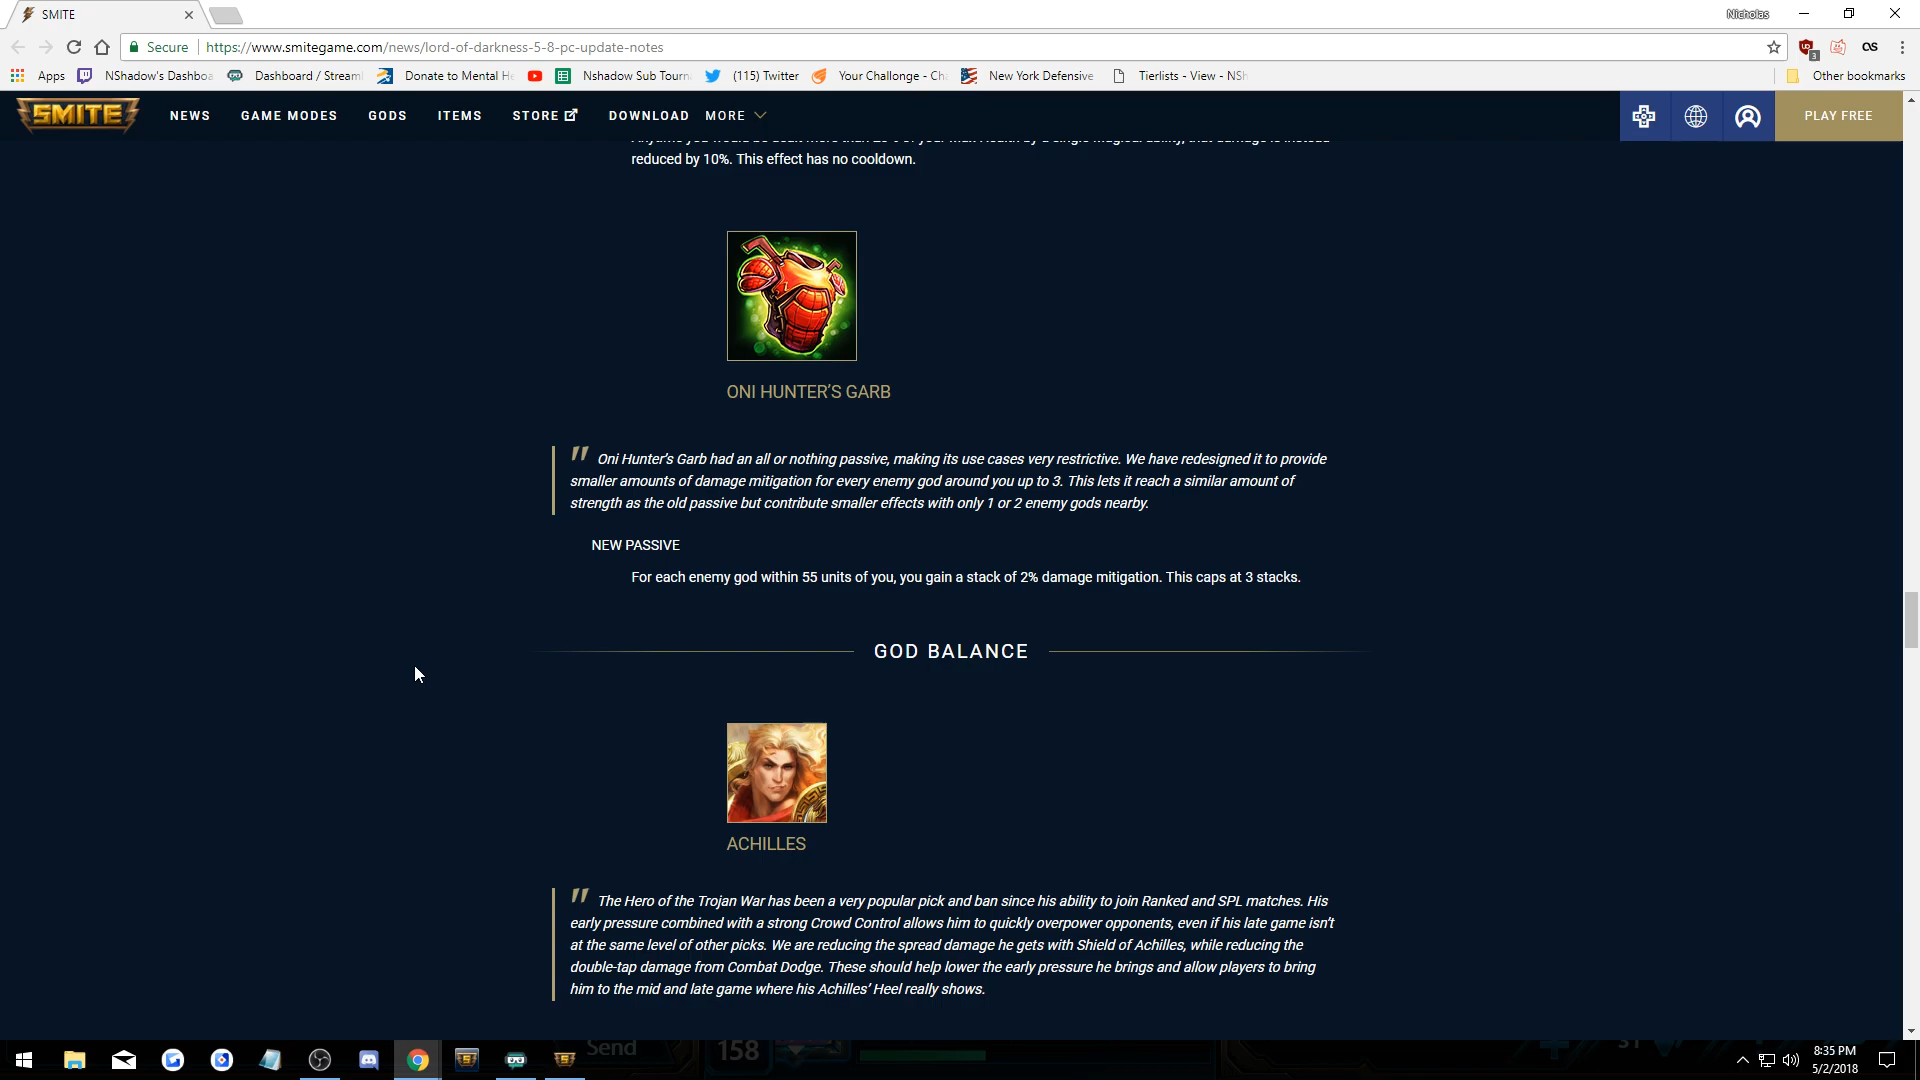 SMITE
Nicholas
Secure https://www.smitegame.com/news/lord-of-darkness-5-8-pc-update-notes
Apps NShadow's Dashboa Dashboard / Stream Donate to Mental H Nshadow Sub Tourn (115) Twitter Your Challonge - Ch New York Defensive Tierlists - View - NSh Other bookmarks
SMITE NEWS GAME MODES GODS ITEMS STORE DOWNLOAD MORE PLAY FREE
reduced by 10%. This effect has no cooldown.
ONI HUNTER'S GARB
" Oni Hunter's Garb had an all or nothing passive, making its use cases very restrictive. We have redesigned it to provide
smaller amounts of damage mitigation for every enemy god around you up to 3. This lets it reach a similar amount of
strength as the old passive but contribute smaller effects with only 1 or 2 enemy gods nearby.
NEW PASSIVE
For each enemy god within 55 units of you, you gain a stack of 2% damage mitigation. This caps at 3 stacks.
GOD BALANCE
ACHILLES
" The Hero of the Trojan War has been a very popular pick and ban since his ability to join Ranked and SPL matches. His
early pressure combined with a strong Crowd Control allows him to quickly overpower opponents, even if his late game isn't
at the same level of other picks. We are reducing the spread damage he gets with Shield of Achilles, while reducing the
double-tap damage from Combat Dodge. These should help lower the early pressure he brings and allow players to bring
him to the mid and late game where his Achilles' Heel really shows.
Send 158
8:35 PM
5/2/2018